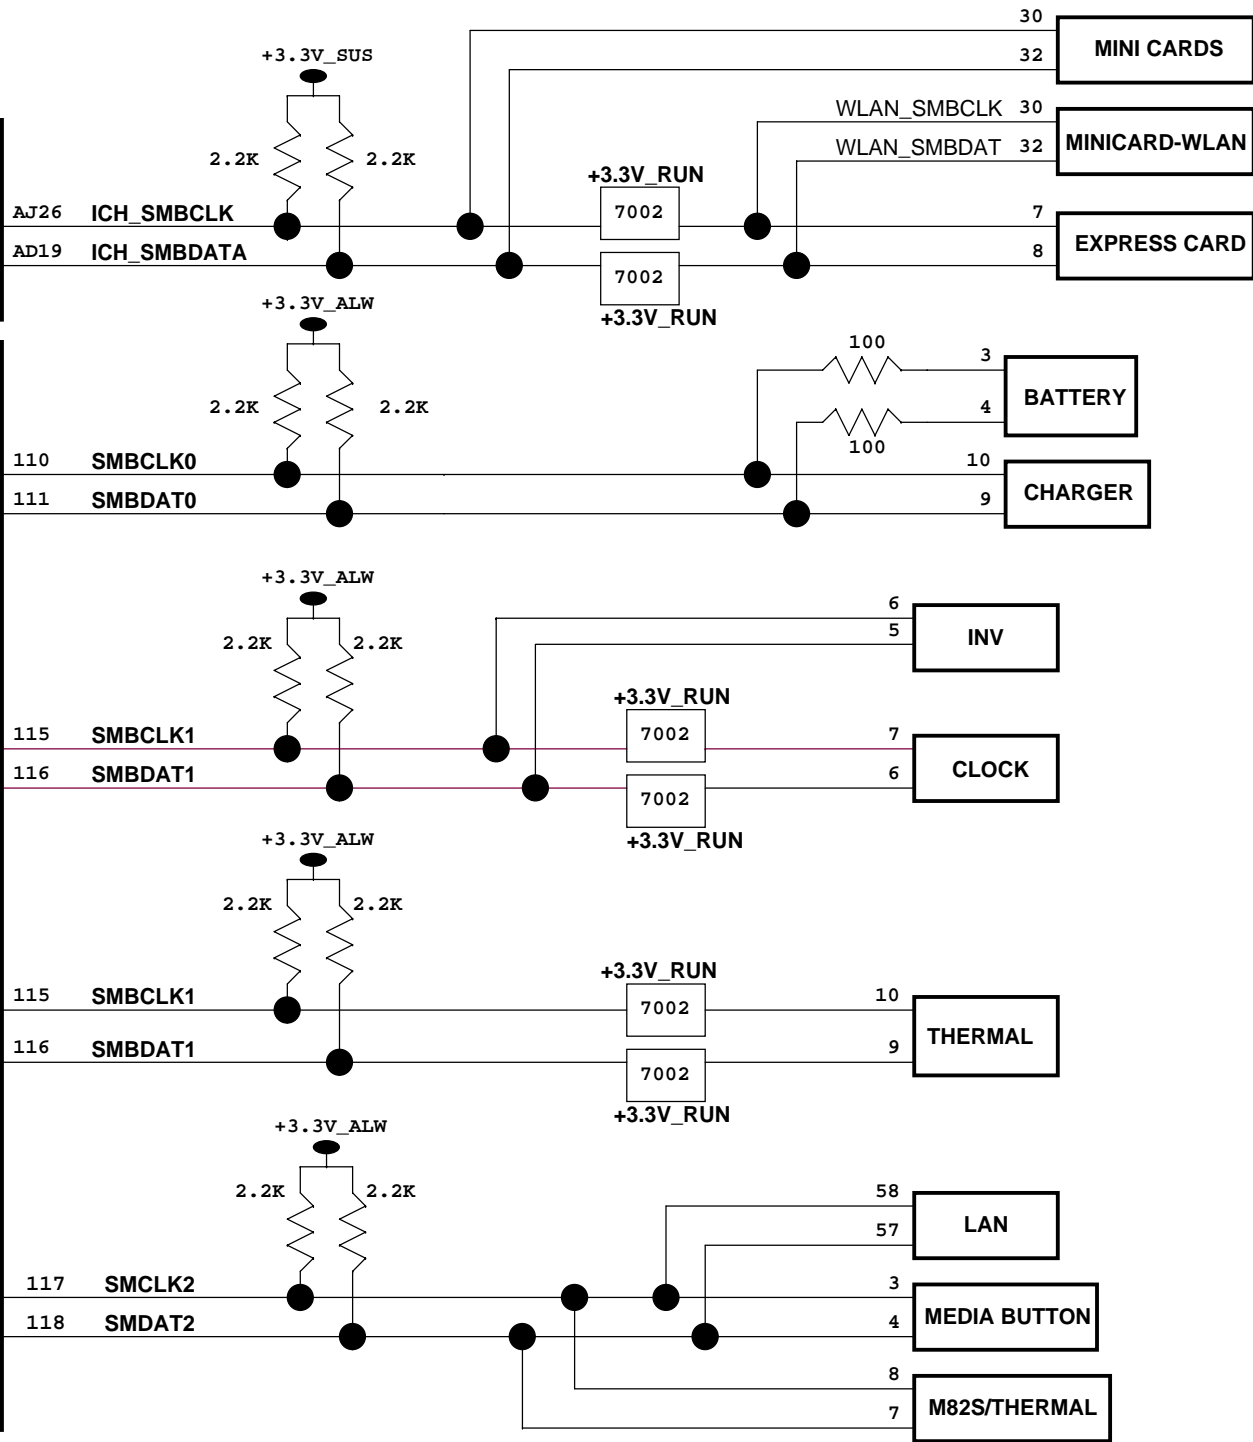 30
MINI CARDS
32
+3.3V_SUS
WLAN_SMBCLK 30
MINICARD-WLAN
WLAN_SMBDAT 32
2.2K 2.2K
+3.3V_RUN
AJ26 ICH_SMBCLK
7002
7
EXPRESS CARD
AD19 ICH_SMBDATA
8
7002
+3.3V_RUN
+3.3V_ALW
100
3
BATTERY
2.2K 2.2K
4
100
110 SMBCLK0
10
CHARGER
111 SMBDAT0
9
+3.3V_ALW
6
INV
5
2.2K 2.2K
+3.3V_RUN
115 SMBCLK1
7002
7
CLOCK
116 SMBDAT1
6
7002
+3.3V_RUN
+3.3V_ALW
2.2K 2.2K
+3.3V_RUN
115 SMBCLK1
7002
10
THERMAL
116 SMBDAT1
9
7002
+3.3V_RUN
+3.3V_ALW
2.2K 2.2K
58
LAN
57
117 SMCLK2
3
MEDIA BUTTON
118 SMDAT2
4
8
M82S/THERMAL
7